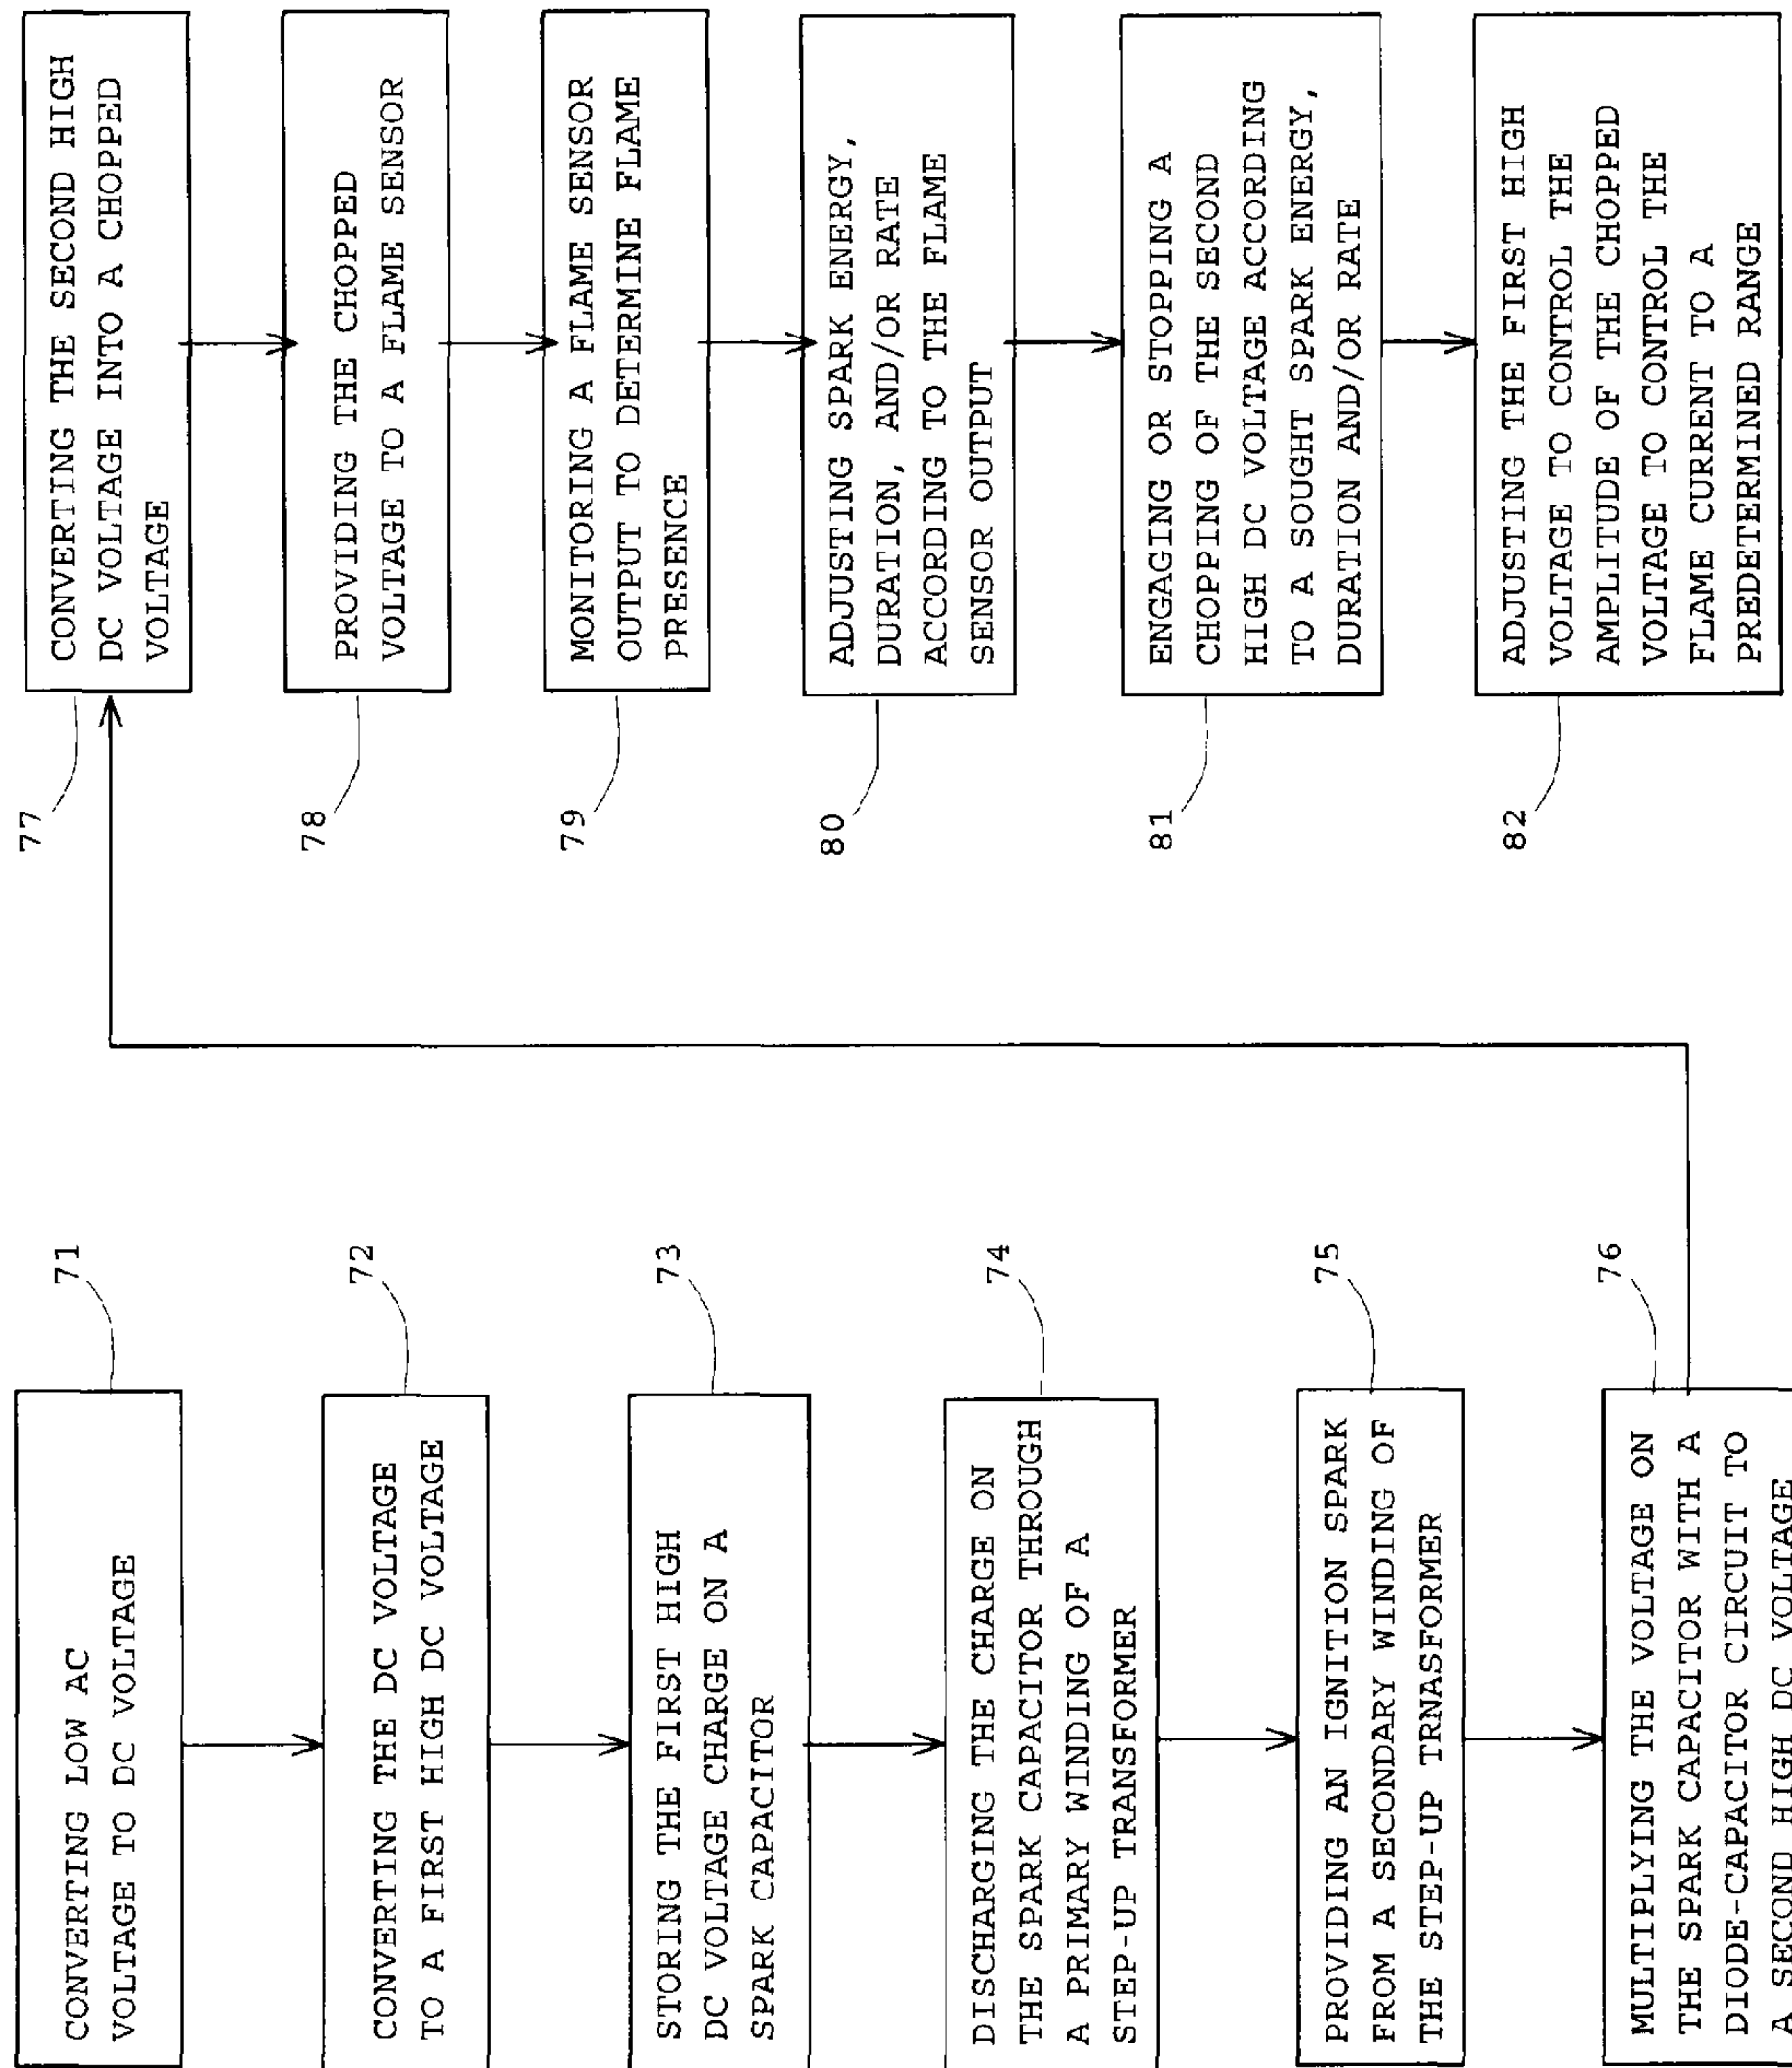 71
CONVERTING LOW AC
VOLTAGE TO DC VOLTAGE
72
CONVERTING THE DC VOLTAGE
TO A FIRST HIGH DC VOLTAGE
73
STORING THE FIRST HIGH
DC VOLTAGE CHARGE ON A
SPARK CAPACITOR
74
DISCHARGING THE CHARGE ON
THE SPARK CAPACITOR THROUGH
A PRIMARY WINDING OF A
STEP-UP TRANSFORMER
75
PROVIDING AN IGNITION SPARK
FROM A SECONDARY WINDING OF
THE STEP-UP TRNASFORMER
76
MULTIPLYING THE VOLTAGE ON
THE SPARK CAPACITOR WITH A
DIODE-CAPACITOR CIRCUIT TO
A SECOND HIGH DC VOLTAGE
77
CONVERTING THE SECOND HIGH
DC VOLTAGE INTO A CHOPPED
VOLTAGE
78
PROVIDING THE CHOPPED
VOLTAGE TO A FLAME SENSOR
79
MONITORING A FLAME SENSOR
OUTPUT TO DETERMINE FLAME
PRESENCE
80
ADJUSTING SPARK ENERGY,
DURATION, AND/OR RATE
ACCORDING TO THE FLAME
SENSOR OUTPUT
81
ENGAGING OR STOPPING A
CHOPPING OF THE SECOND
HIGH DC VOLTAGE ACCORDING
TO A SOUGHT SPARK ENERGY,
DURATION AND/OR RATE
82
ADJUSTING THE FIRST HIGH
VOLTAGE TO CONTROL THE
AMPLITUDE OF THE CHOPPED
VOLTAGE TO CONTROL THE
FLAME CURRENT TO A
PREDETERMINED RANGE